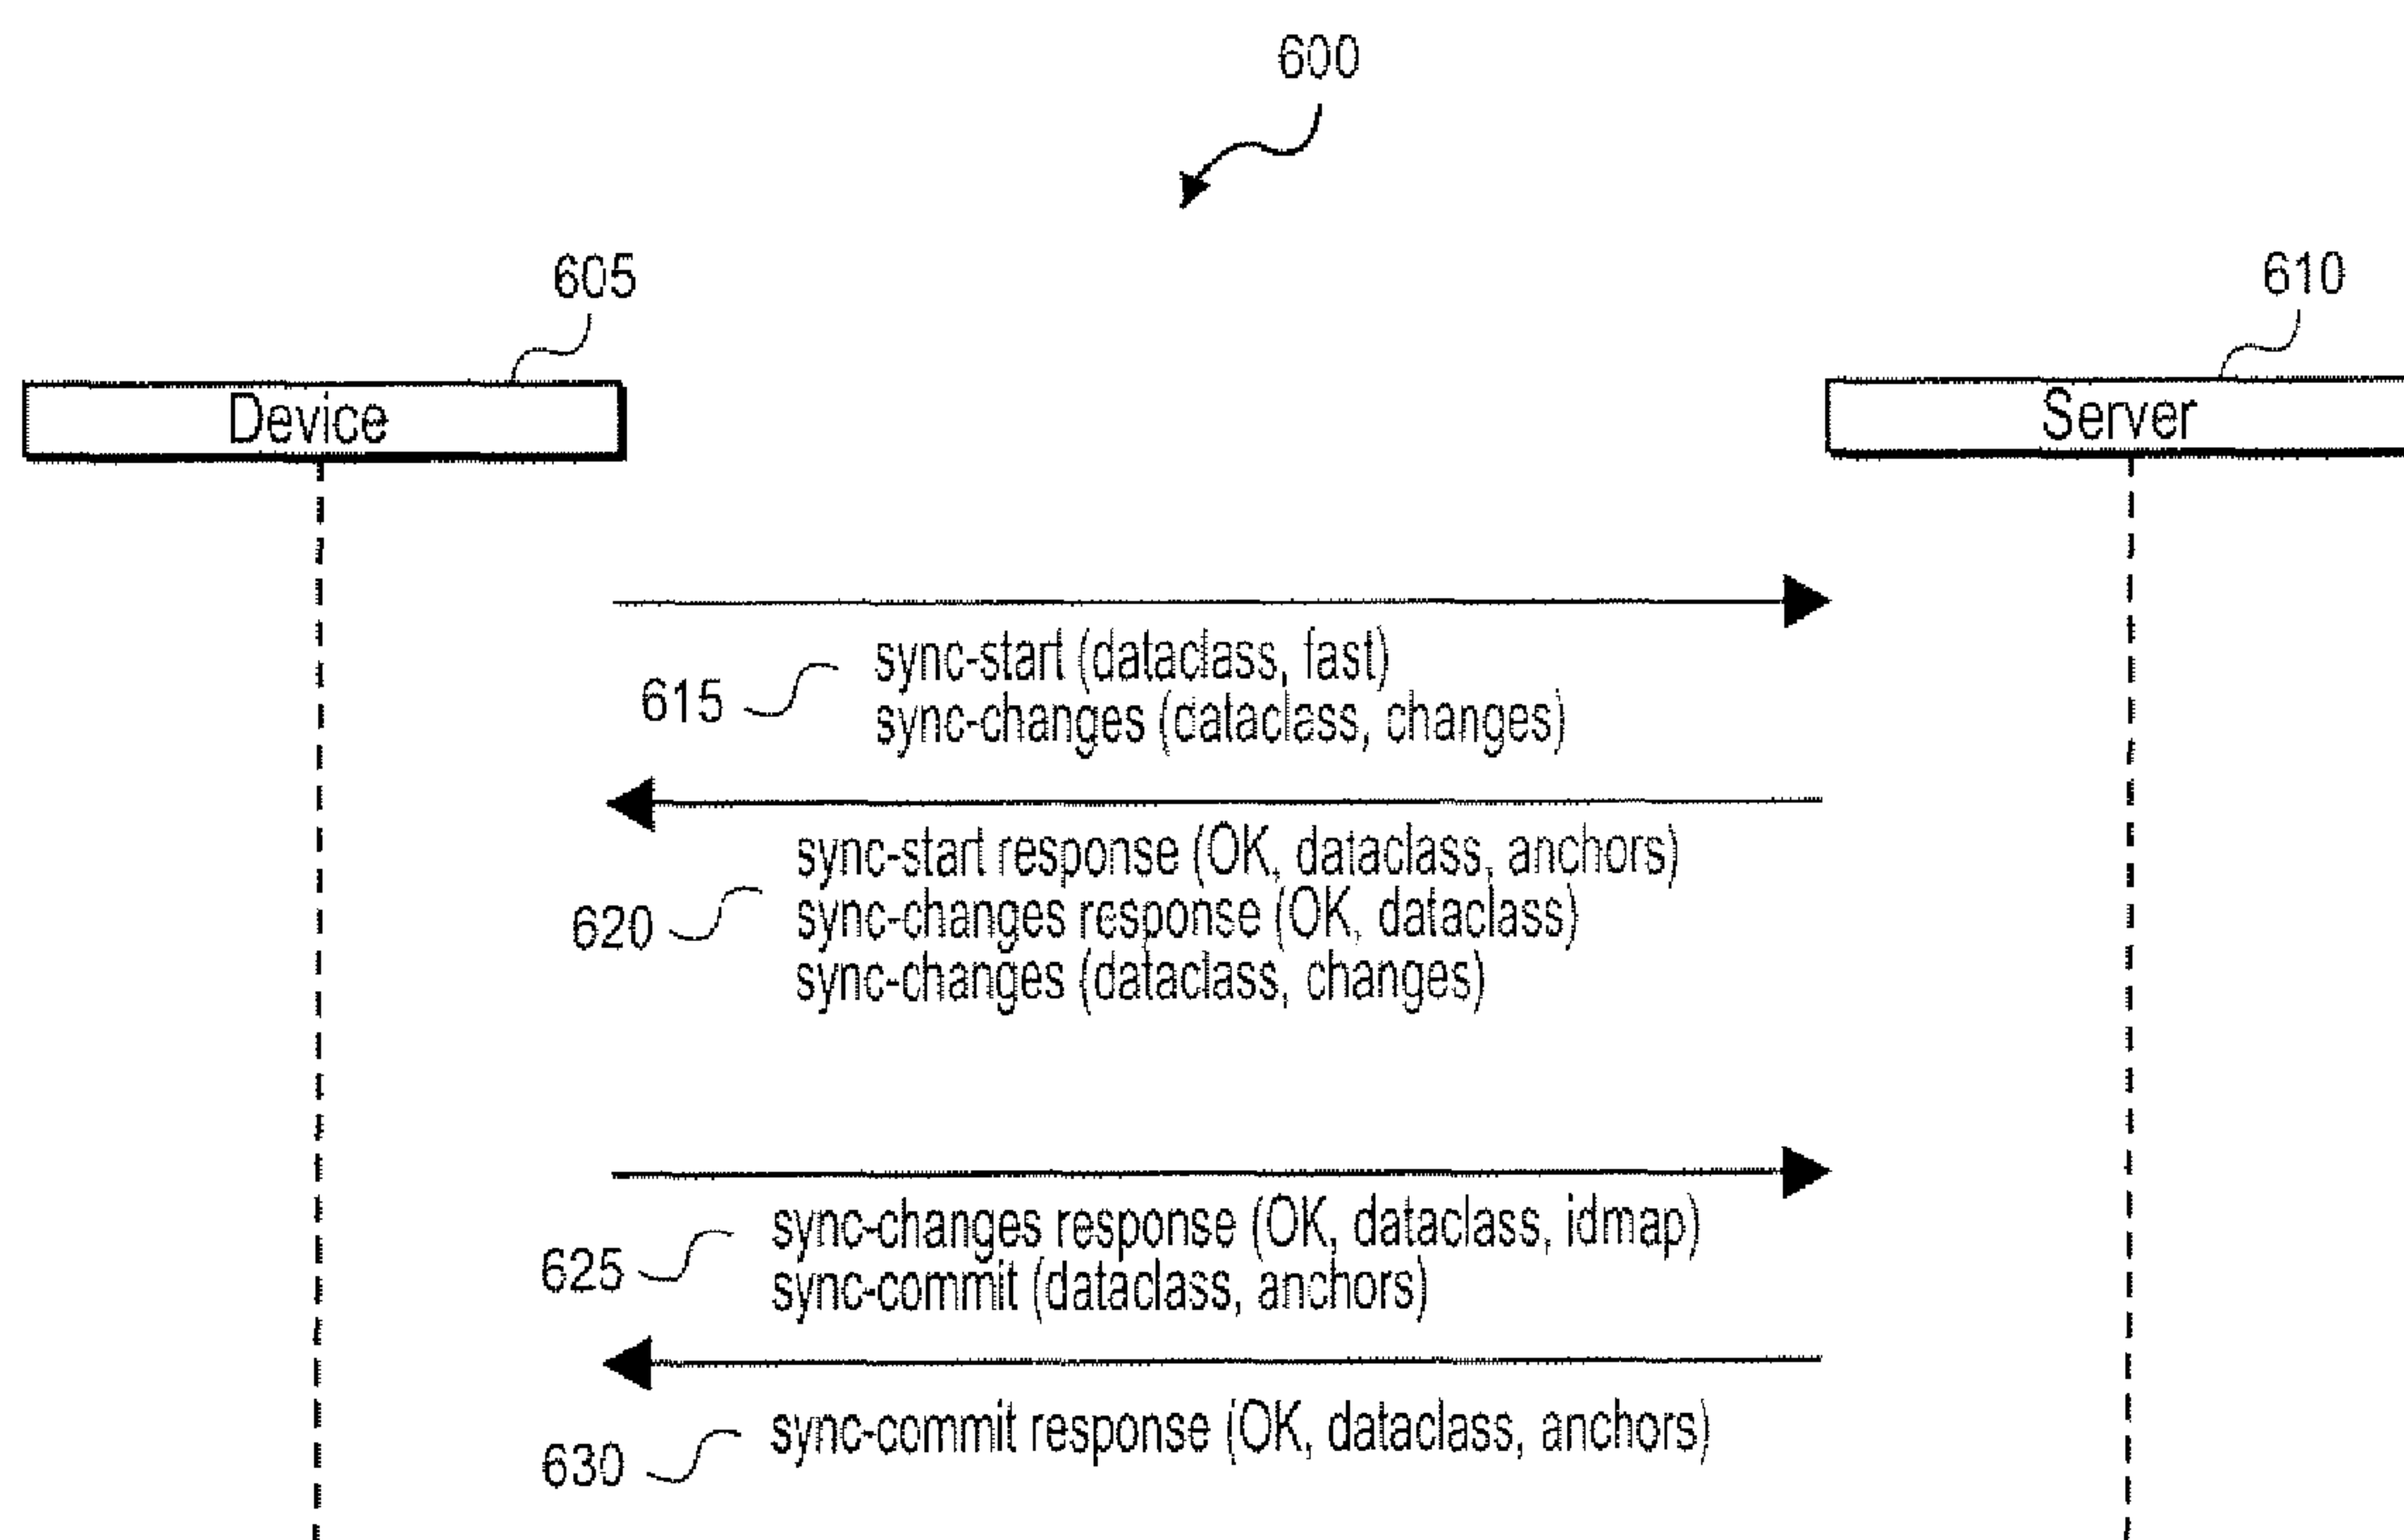 600
605
610
Device
Server
sync-start (dataclass, fast)
615
sync-changes (dataclass, changes)
sync-start response (OK, dataclass, anchors)
620
sync-changes response (OK, dataclass)
sync-changes (dataclass, changes)
sync-changes response (OK, dataclass, idmap)
625
sync-commit (dataclass, anchors)
sync-commit response (OK, dataclass, anchors)
630